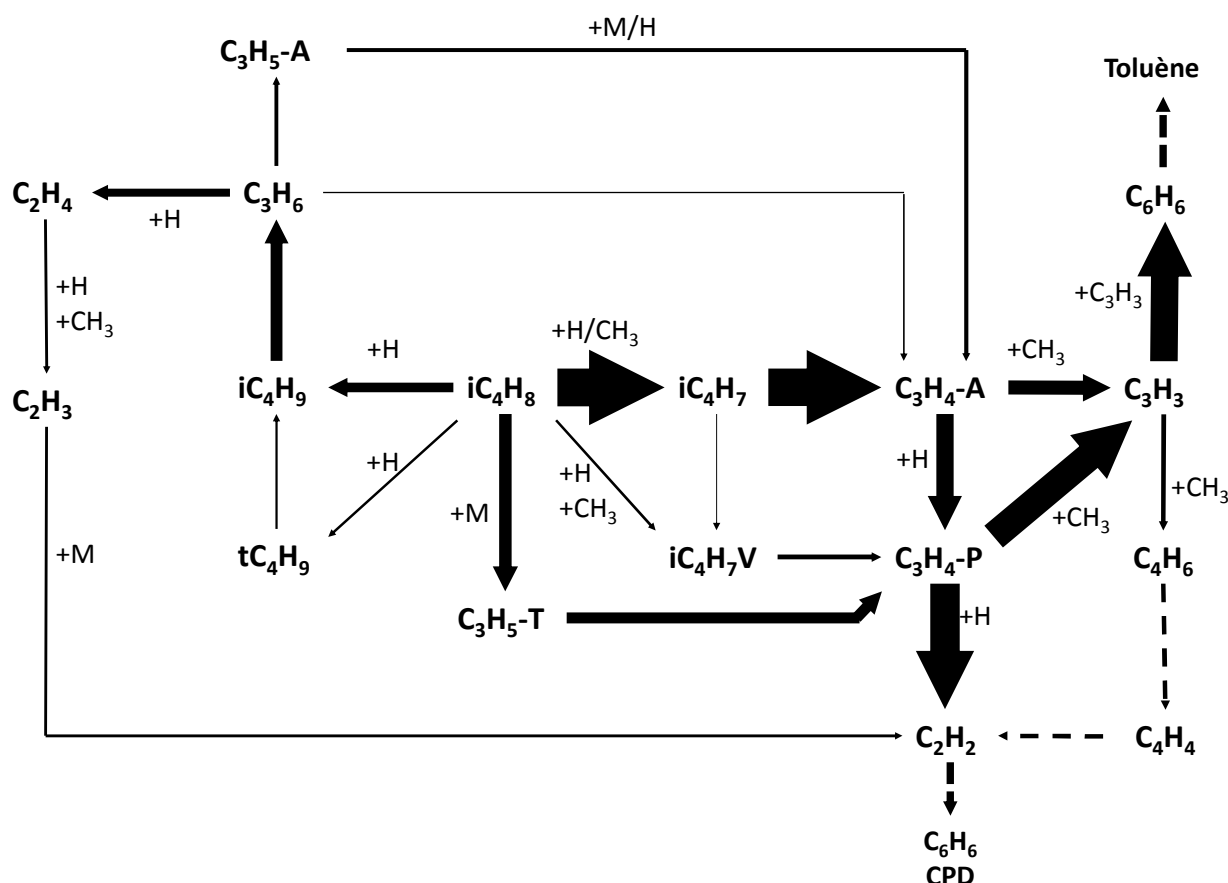 +M/H
C₃H₅-A
Toluène
C₂H₄
+H
C₃H₆
C₆H₆
+H
+CH₃
+C₃H₃
+H/CH₃
+H
+CH₃
C₂H₃
iC₄H₉
iC₄H₈
iC₄H₇
C₃H₄-A
C₃H₃
+H
+H
+CH₃
+H
+CH₃
+M
+CH₃
+M
tC₄H₉
iC₄H₇V
C₃H₄-P
C₄H₆
C₃H₅-T
+H
C₂H₂
C₄H₄
C₆H₆
CPD